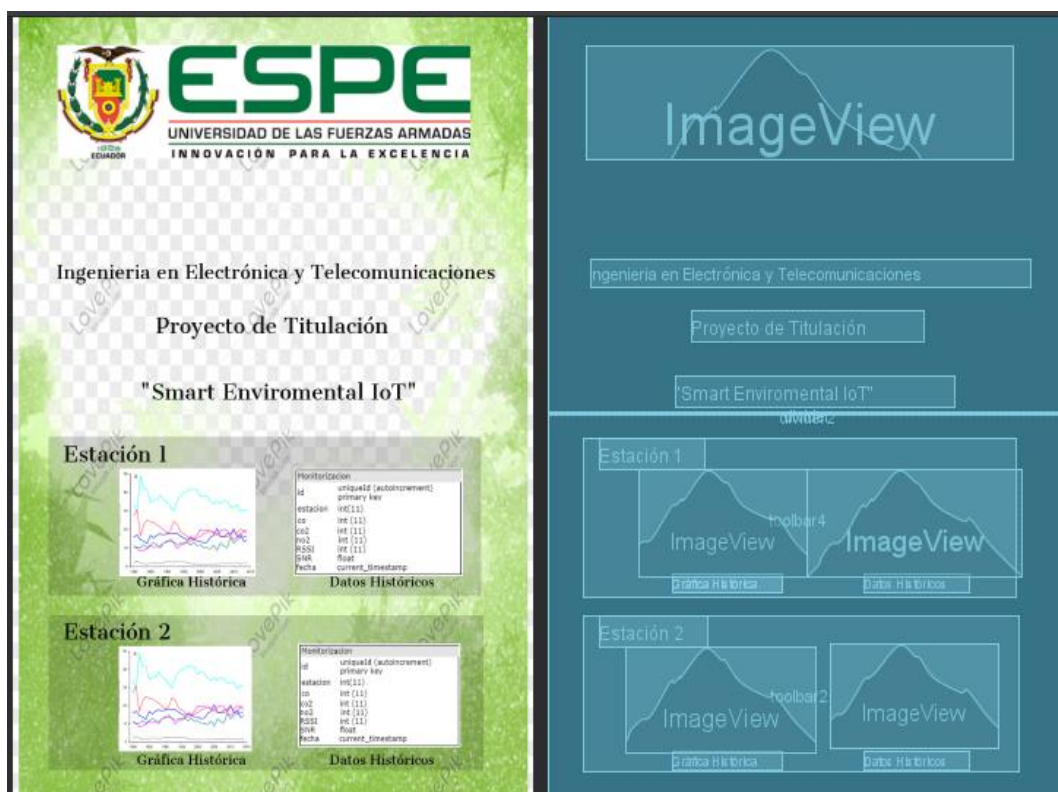 ESPE
UNIVERSIDAD DE LAS FUERZAS ARMADAS
INNOVACIÓN PARA LA EXCELENCIA
ECUADOR
Ingenieria en Electrónica y Telecomunicaciones
Proyecto de Titulación
"Smart Enviromental IoT"
Estación 1
Monitorizacion
id uniqueId (autoincrement)
primary key
estacion int(11)
co int (11)
co2 int (11)
no2 int (11)
RSSI int (11)
SNR float
fecha current_timestamp
Gráfica Histórica Datos Históricos
Estación 2
Monitorizacion
id uniqueId (autoincrement)
primary key
estacion int(11)
co int (11)
co2 int (11)
no2 int (11)
RSSI int (11)
SNR float
fecha current_timestamp
Gráfica Histórica Datos Históricos
LovePik
ImageView
Ingenieria en Electrónica y Telecomunicaciones
Proyecto de Titulación
"Smart Enviromental IoT"
Estación 1
toolbar4
ImageView ImageView
Gráfica Histórica Datos Históricos
Estación 2
toolbar2
ImageView ImageView
Gráfica Histórica Datos Históricos